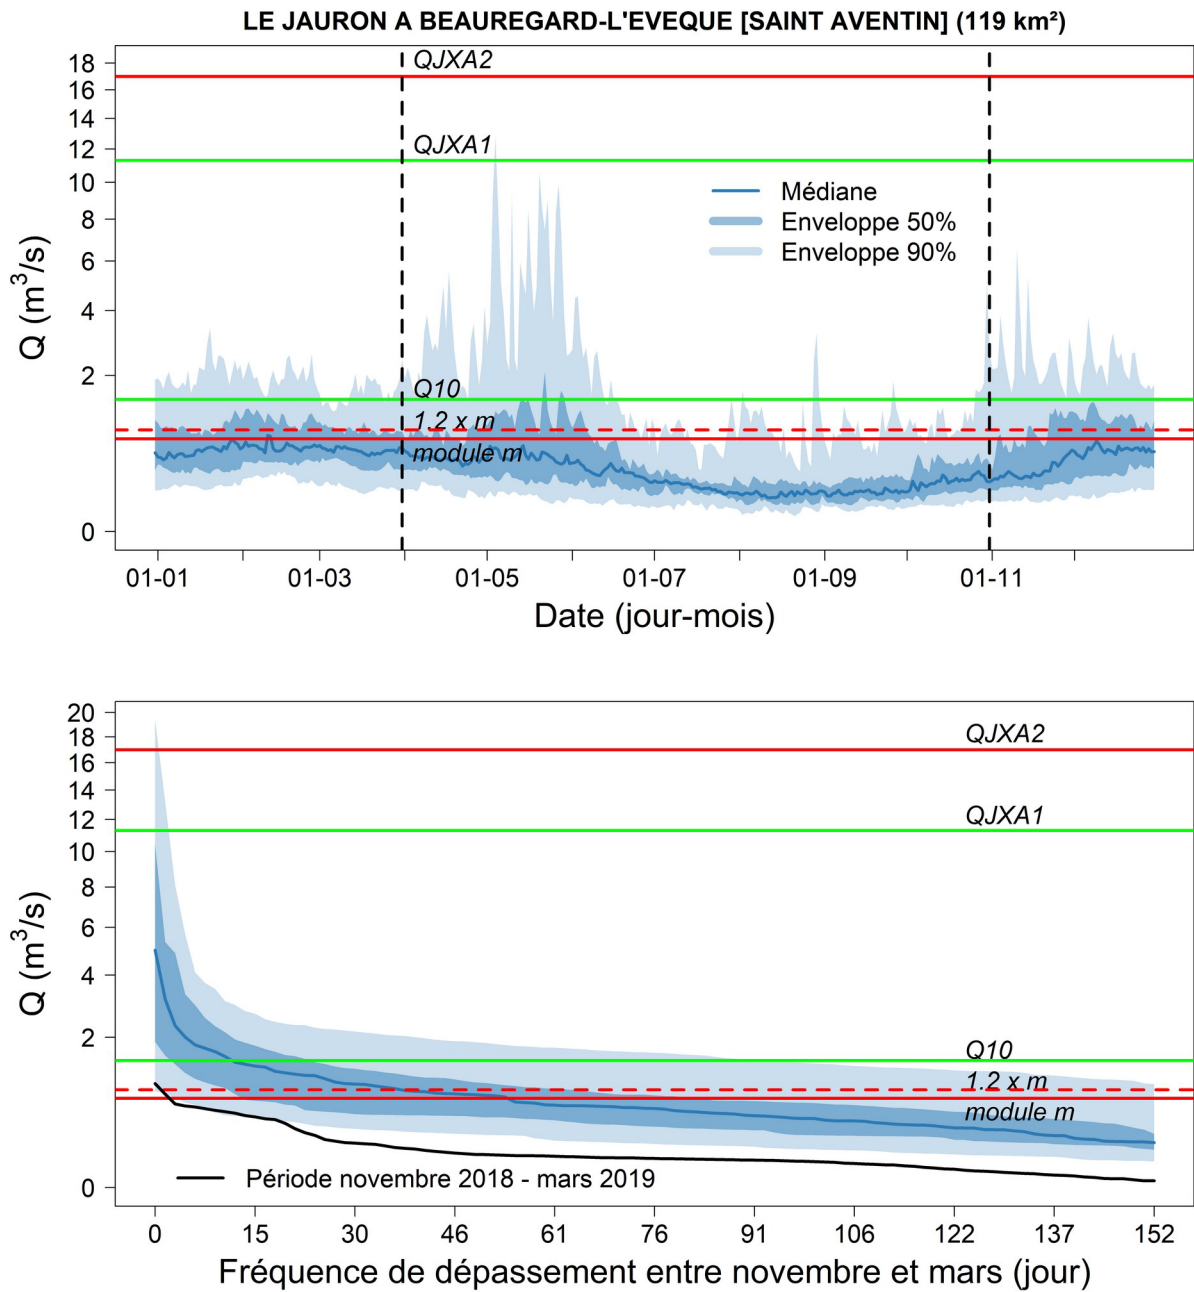 LE JAURON A BEAUREGARD-L'EVEQUE [SAINT AVENTIN] (119 km²)
QJXA2
QJXA1
Médiane
Enveloppe 50%
Enveloppe 90%
Q10
1.2 x m
module m
18
16
14
12
10
8
6
4
2
0
Q (m³/s)
01-01
01-03
01-05
01-07
01-09
01-11
Date (jour-mois)
QJXA2
QJXA1
Q10
1.2 x m
module m
Période novembre 2018 - mars 2019
20
18
16
14
12
10
8
6
4
2
0
Q (m³/s)
0
15
30
46
61
76
91
106
122
137
152
Fréquence de dépassement entre novembre et mars (jour)